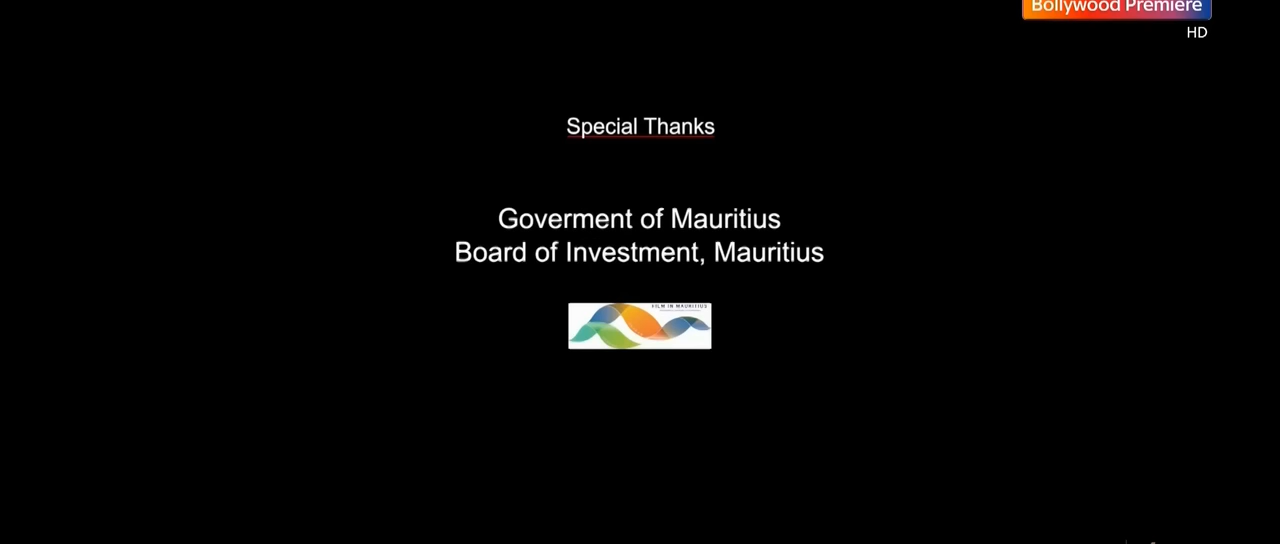 Bollywood Premiere
HD
Special Thanks
Goverment of Mauritius
Board of Investment, Mauritius
FILM IN MAURITIUS